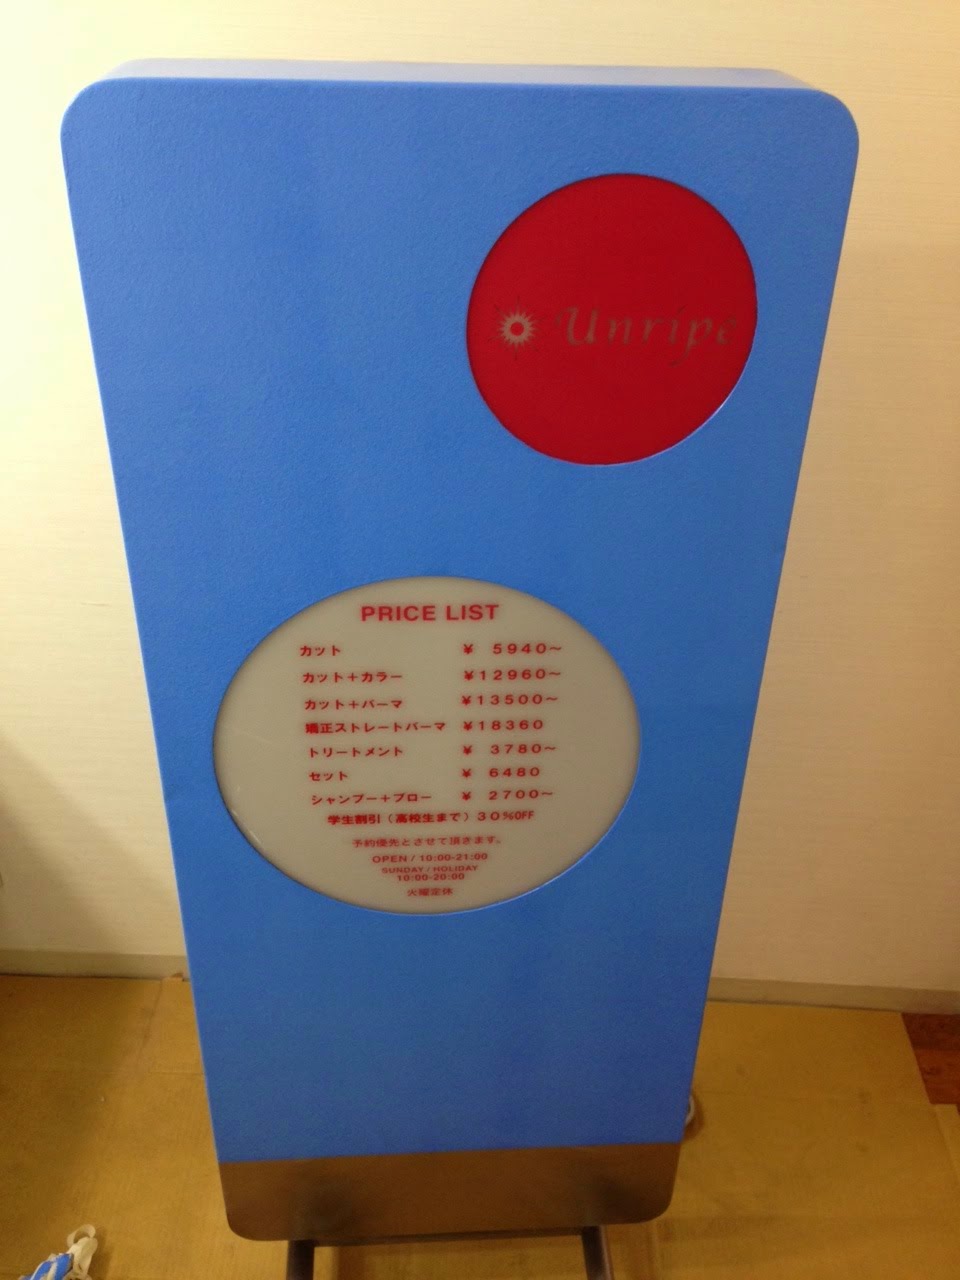 Unripe
PRICE LIST
カット ¥ 5940～
カット＋カラー ¥12960～
カット＋パーマ ¥13500～
矯正ストレートパーマ ¥18360
トリートメント ¥ 3780～
セット ¥ 6480
シャンプー＋ブロー ¥ 2700～
学生割引（高校生まで）30%OFF
予約優先とさせて頂きます。
OPEN / 10:00-21:00
SUNDAY / HOLIDAY
10:00-20:00
火曜定休